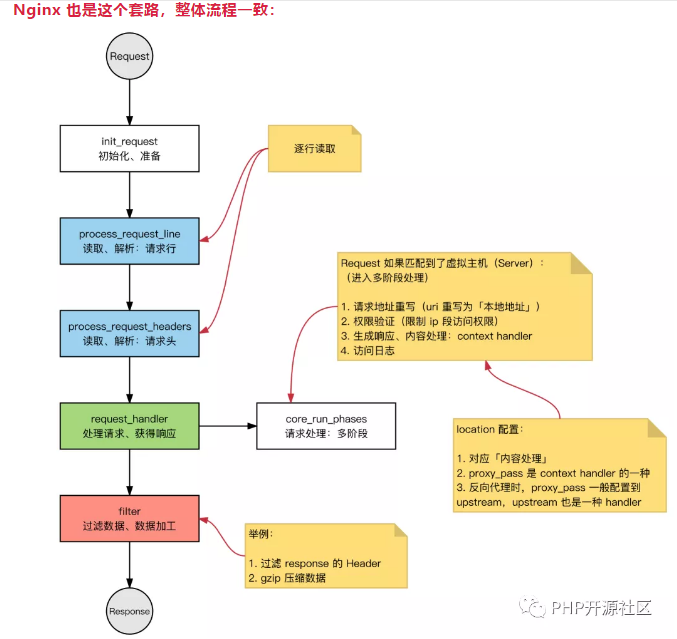 Nginx 也是这个套路，整体流程一致：
Request
init_request
初始化、准备
逐行读取
process_request_line
读取、解析：请求行
Request 如果匹配到了虚拟主机（Server）：
（进入多阶段处理）
1. 请求地址重写（uri 重写为「本地地址」）
2. 权限验证（限制 ip 段访问权限）
3. 生成响应、内容处理：context handler
4. 访问日志
process_request_headers
读取、解析：请求头
request_handler
处理请求、获得响应
core_run_phases
请求处理：多阶段
location 配置：
1. 对应「内容处理」
2. proxy_pass 是 context handler 的一种
3. 反向代理时，proxy_pass 一般配置到
upstream，upstream 也是一种 handler
filter
过滤数据、数据加工
举例：
1. 过滤 response 的 Header
2. gzip 压缩数据
Response
PHP开源社区